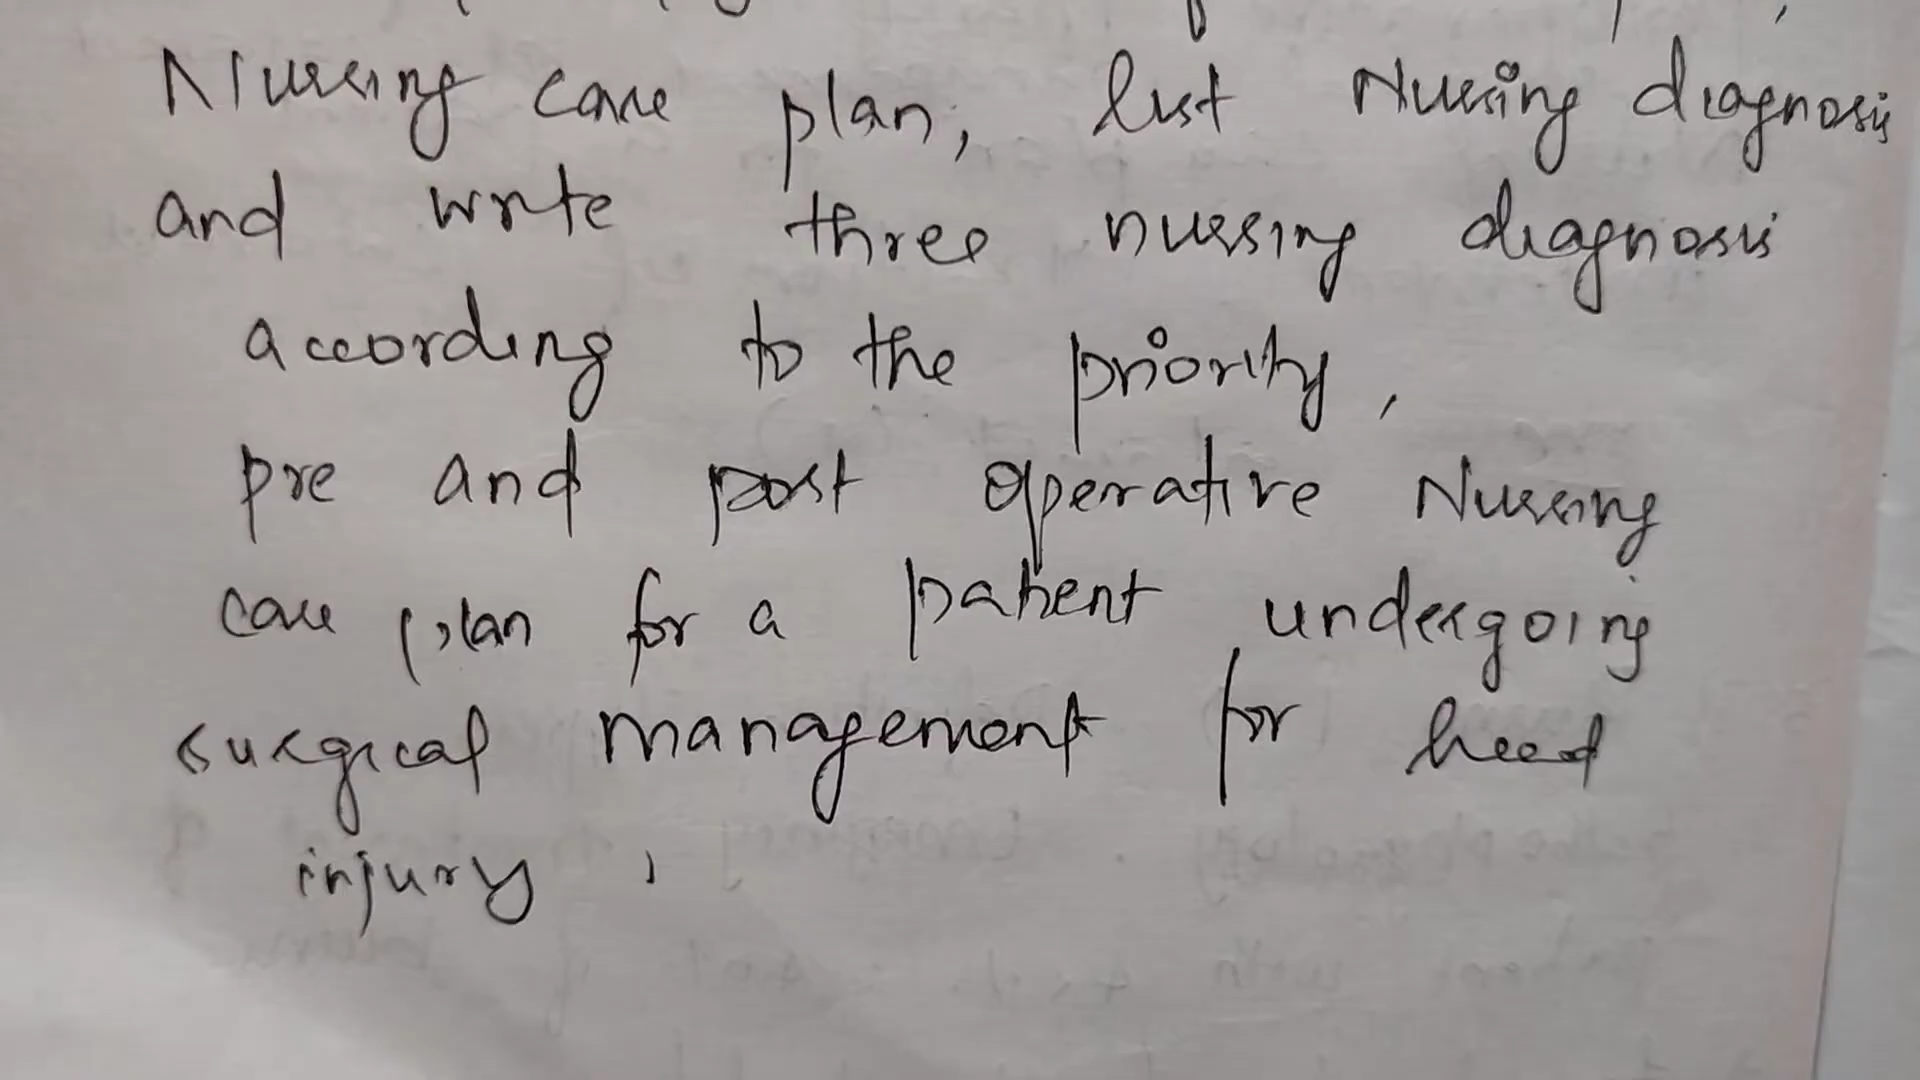 Nursing care plan, list Nursing diagnosis
and write three nursing diagnosis
according to the priority,
pre and post operative Nursing
care plan for a patient undergoing
surgical management for head
injury,